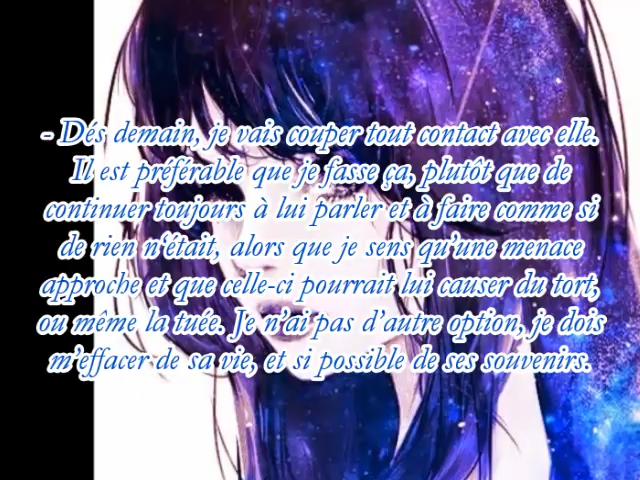 - Dés demain, je vais couper tout contact avec elle.
Il est préférable que je fasse ça, plutôt que de
continuer toujours à lui parler et à faire comme si
de rien n‘était, alors que je sens qu’une menace
approche et que celle-ci pourrait lui causer du tort,
ou même la tuée. Je n’ai pas d’autre option, je dois
m’effacer de sa vie, et si possible de ses souvenirs.